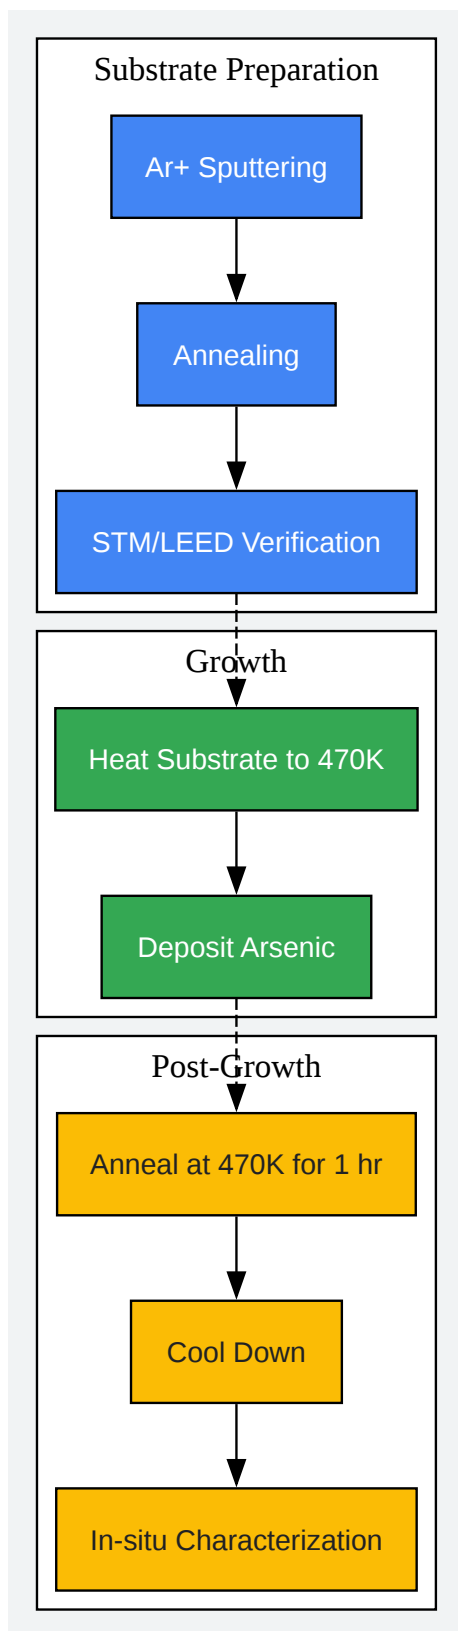 Substrate Preparation
Ar+ Sputtering
Annealing
STM/LEED Verification
Growth
Heat Substrate to 470K
Deposit Arsenic
Post-Growth
Anneal at 470K for 1 hr
Cool Down
In-situ Characterization